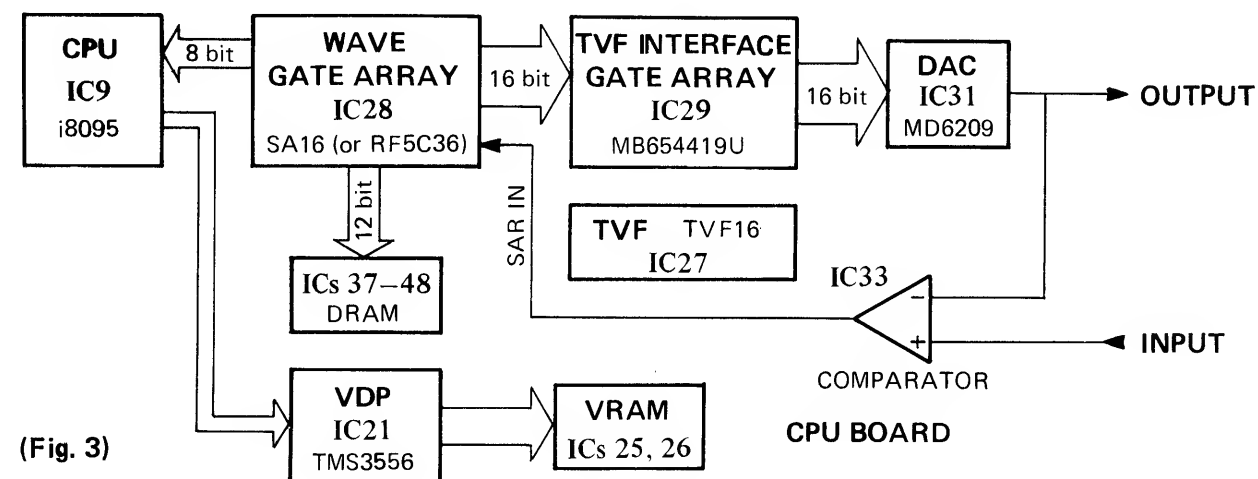 CPU
IC9
i8095
8 bit
WAVE
GATE ARRAY
IC28
SA16 (or RF5C36)
16 bit
TVF INTERFACE
GATE ARRAY
IC29
MB654419U
16 bit
DAC
IC31
MD6209
OUTPUT
12 bit
SAR IN
TVF TVF16
IC27
ICs 37–48
DRAM
IC33
–
+
INPUT
COMPARATOR
VDP
IC21
TMS3556
VRAM
ICs 25, 26
CPU BOARD
(Fig. 3)